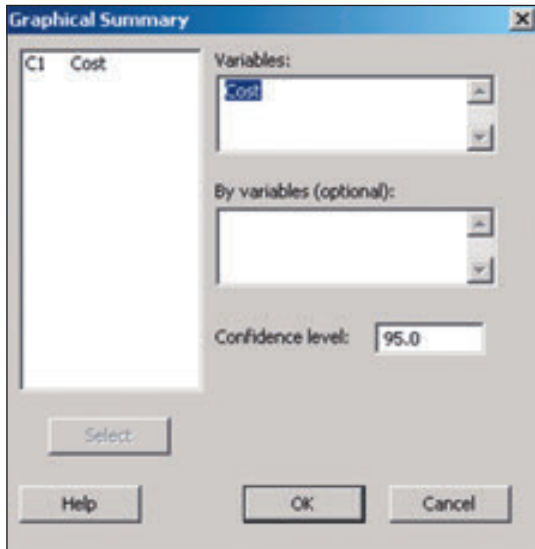 Graphical Summary
C1 Cost
Variables:
Cost
By variables (optional):
Confidence level: 95.0
Select
Help OK Cancel